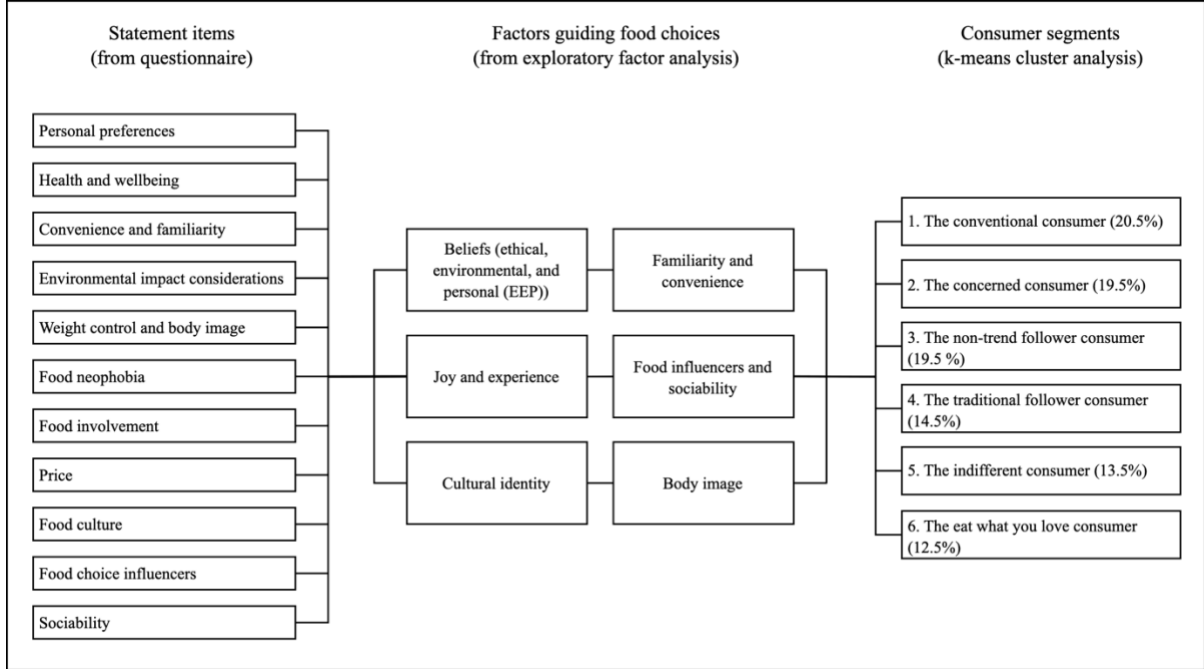 Statement items
(from questionnaire)
Factors guiding food choices
(from exploratory factor analysis)
Consumer segments
(k-means cluster analysis)
Personal preferences
Health and wellbeing
Convenience and familiarity
Environmental impact considerations
Weight control and body image
Food neophobia
Food involvement
Price
Food culture
Food choice influencers
Sociability
Beliefs (ethical,
environmental, and
personal (EEP))
Familiarity and
convenience
Joy and experience
Food influencers and
sociability
Cultural identity
Body image
1. The conventional consumer (20.5%)
2. The concerned consumer (19.5%)
3. The non-trend follower consumer
(19.5 %)
4. The traditional follower consumer
(14.5%)
5. The indifferent consumer (13.5%)
6. The eat what you love consumer
(12.5%)